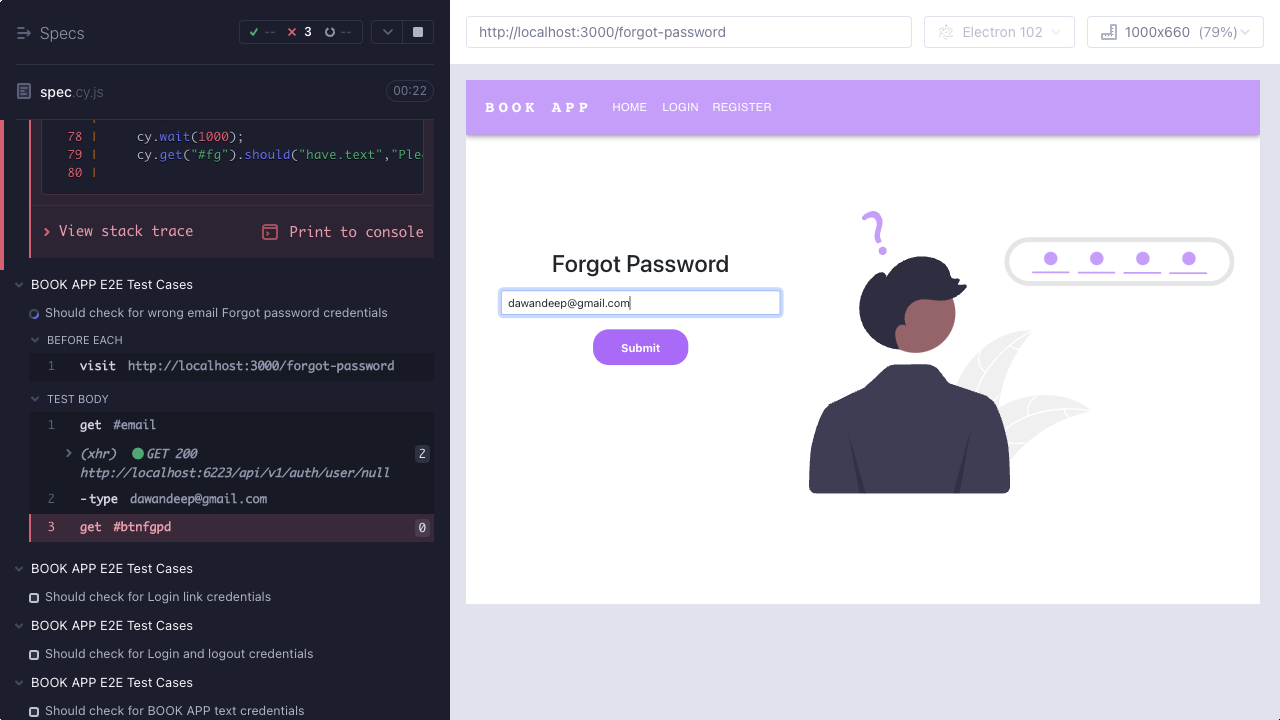 Specs
-- 3 --
spec.cy.js 00:22
78 | cy.wait(1000);
79 | cy.get("#fg").should("have.text","Plea
80 |
View stack trace Print to console
BOOK APP E2E Test Cases
Should check for wrong email Forgot password credentials
BEFORE EACH
1 visit http://localhost:3000/forgot-password
TEST BODY
1 get #email
(xhr) GET 200 2
http://localhost:6223/api/v1/auth/user/null
2 -type dawandeep@gmail.com
3 get #btnfgpd 0
BOOK APP E2E Test Cases
Should check for Login link credentials
BOOK APP E2E Test Cases
Should check for Login and logout credentials
BOOK APP E2E Test Cases
Should check for BOOK APP text credentials
http://localhost:3000/forgot-password
Electron 102
1000x660 (79%)
BOOK APP HOME LOGIN REGISTER
Forgot Password
dawandeep@gmail.com
Submit
?